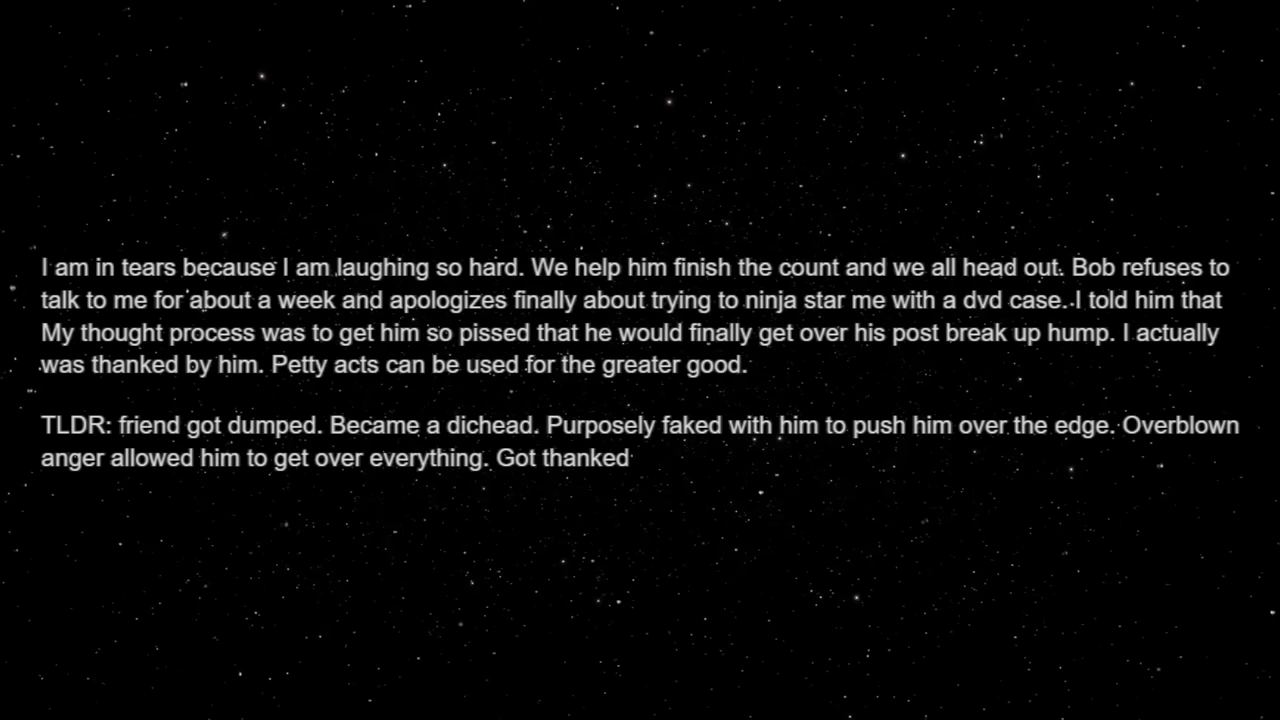 I am in tears because I am laughing so hard. We help him finish the count and we all head out. Bob refuses to
talk to me for about a week and apologizes finally about trying to ninja star me with a dvd case. I told him that
My thought process was to get him so pissed that he would finally get over his post break up hump. I actually
was thanked by him. Petty acts can be used for the greater good.
TLDR: friend got dumped. Became a dichead. Purposely faked with him to push him over the edge. Overblown
anger allowed him to get over everything. Got thanked